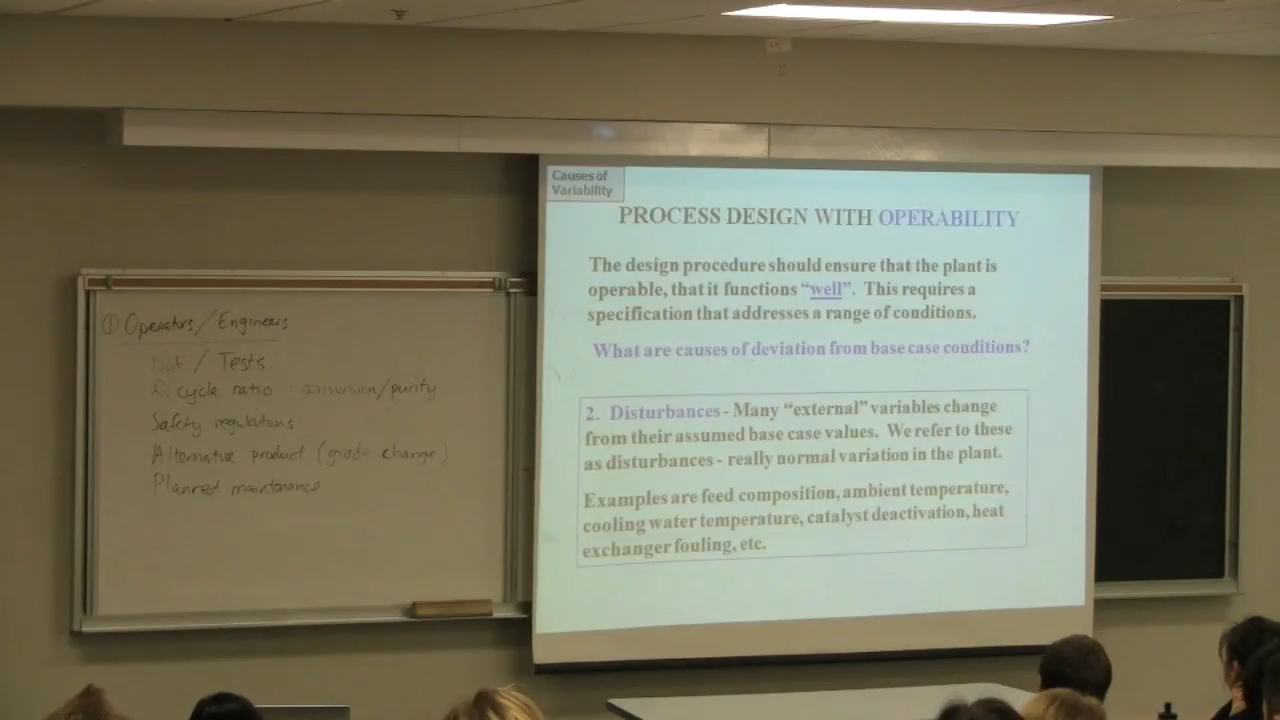 ① Operators/Engineers
/ Tests
Recycle ratio conversion/purity
Safety regulations
Alternative product (grade change)
Planned maintenance
Causes of
Variability
PROCESS DESIGN WITH OPERABILITY
The design procedure should ensure that the plant is
operable, that it functions “well”. This requires a
specification that addresses a range of conditions.
What are causes of deviation from base case conditions?
2. Disturbances - Many “external” variables change
from their assumed base case values. We refer to these
as disturbances - really normal variation in the plant.
Examples are feed composition, ambient temperature,
cooling water temperature, catalyst deactivation, heat
exchanger fouling, etc.